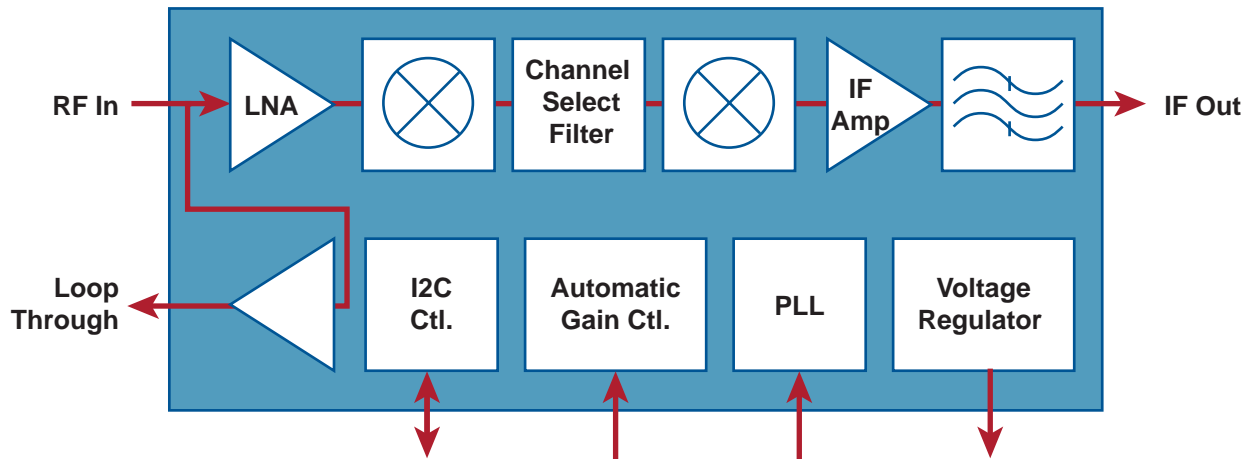 RF In
LNA
Channel
Select
Filter
IF
Amp
IF Out
Loop
Through
I2C
Ctl.
Automatic
Gain Ctl.
PLL
Voltage
Regulator